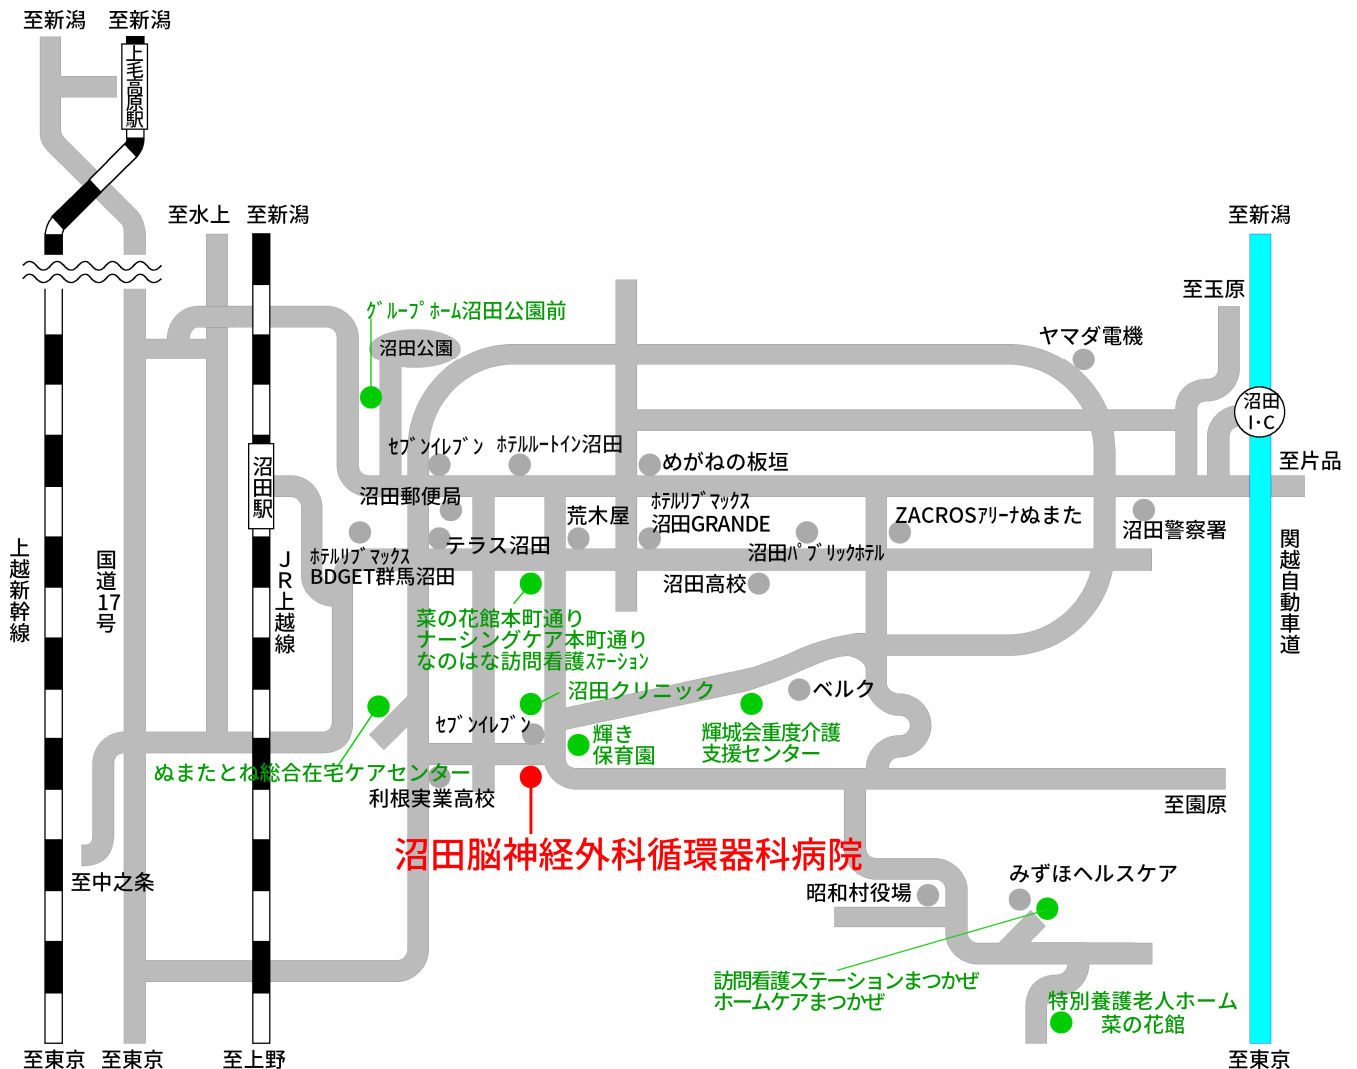 至新潟
至新潟
上毛高原駅
至水上
至新潟
至新潟
至玉原
ｸﾞﾙｰﾌﾟﾎｰﾑ沼田公園前
ヤマダ電機
沼田公園
沼田
I･C
ｾﾌﾞﾝｲﾚﾌﾞﾝ
ﾎﾃﾙﾙｰﾄｲﾝ沼田
めがねの板垣
至片品
沼田駅
沼田郵便局
ﾎﾃﾙﾘﾌﾞﾏｯｸｽ
沼田GRANDE
荒木屋
ZACROSｱﾘｰﾅぬまた
沼田警察署
テラス沼田
ﾎﾃﾙﾘﾌﾞﾏｯｸｽ
BDGET群馬沼田
沼田ﾊﾟﾌﾞﾘｯｸﾎﾃﾙ
沼田高校
上越新幹線
国道17号
JR上越線
関越自動車道
菜の花館本町通り
ナーシングケア本町通り
なのはな訪問看護ｽﾃｰｼｮﾝ
沼田クリニック
ベルク
ｾﾌﾞﾝｲﾚﾌﾞﾝ
輝き
保育園
輝城会重度介護
支援センター
ぬまたとね総合在宅ケアセンター
利根実業高校
至園原
沼田脳神経外科循環器科病院
至中之条
昭和村役場
みずほヘルスケア
訪問看護ステーションまつかぜ
ホームケアまつかぜ
特別養護老人ホーム
菜の花館
至東京
至東京
至上野
至東京